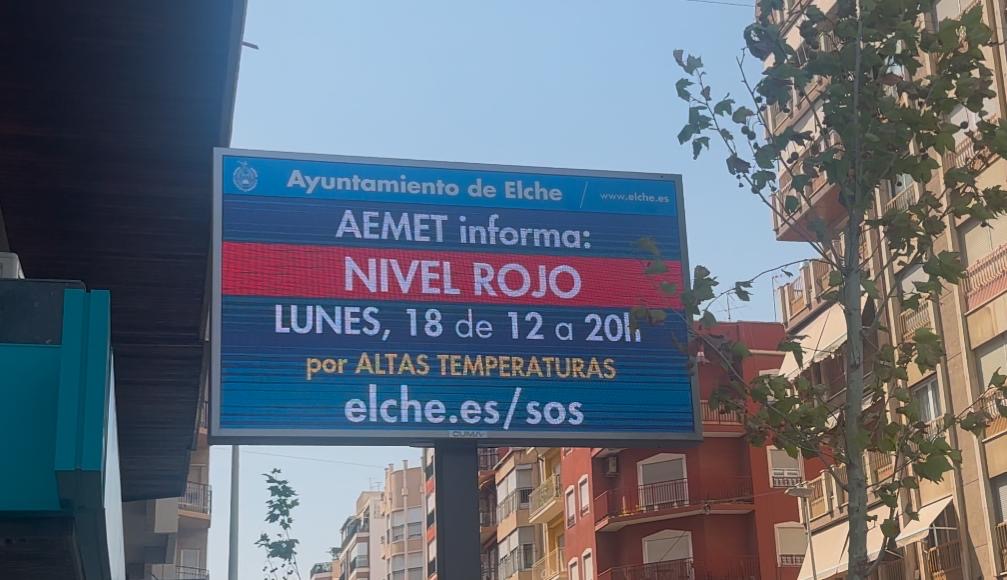 Ayuntamiento de Elche / www.elche.es
AEMET informa:
NIVEL ROJO
LUNES, 18 de 12 a 20h
por ALTAS TEMPERATURAS
elche.es/sos